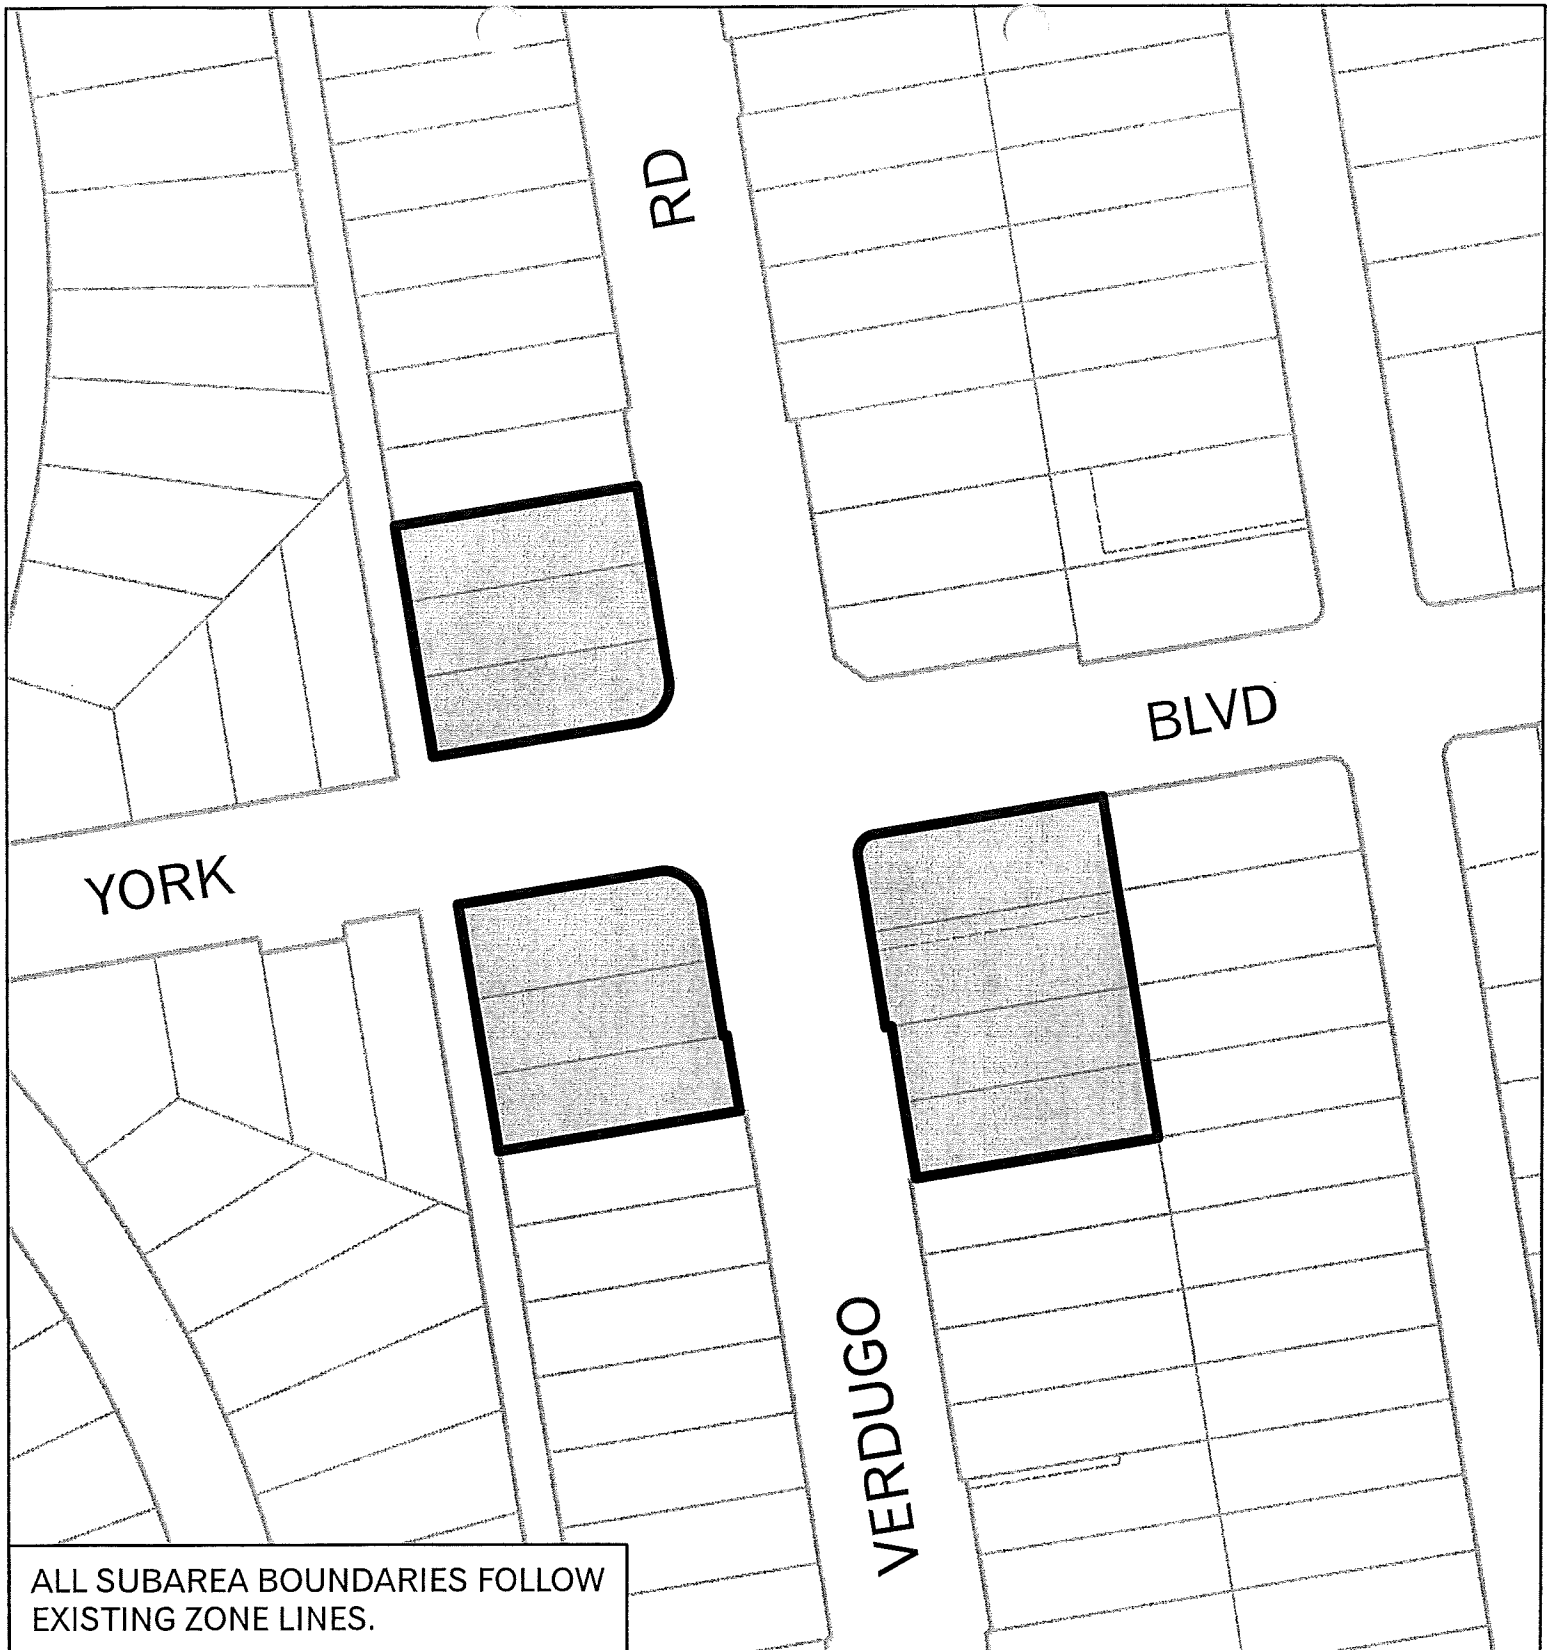 RD
BLVD
YORK
VERDUGO
ALL SUBAREA BOUNDARIES FOLLOW
EXISTING ZONE LINES.